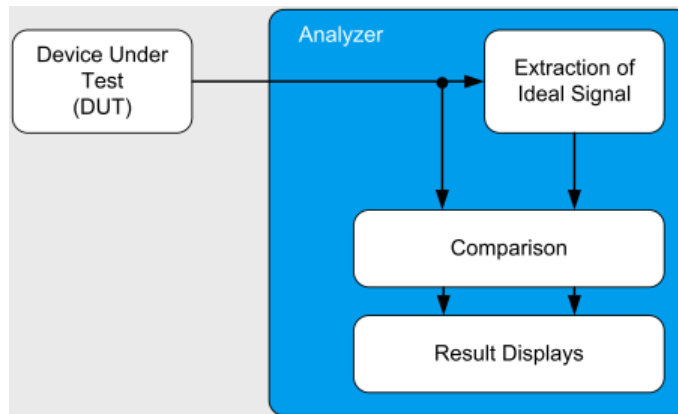 Analyzer
Device Under
Test
(DUT)
Extraction of
Ideal Signal
Comparison
Result Displays